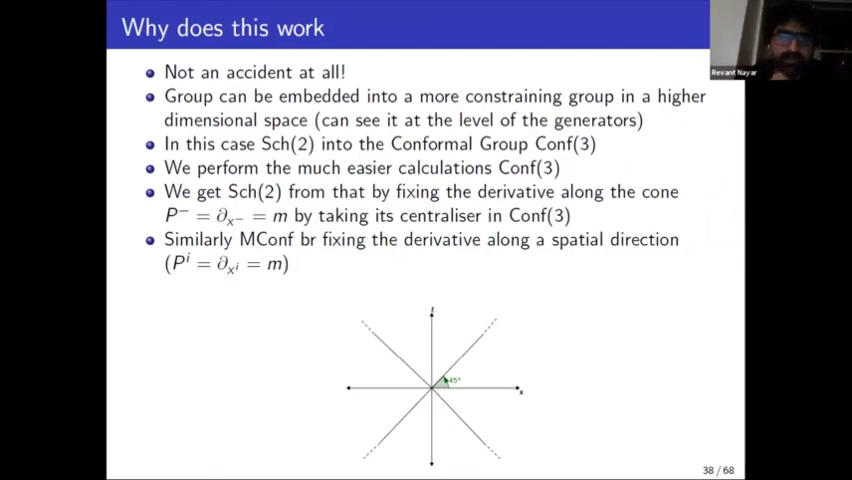 Why does this work
Revant Nayar
Not an accident at all!
Group can be embedded into a more constraining group in a higher
dimensional space (can see it at the level of the generators)
In this case Sch(2) into the Conformal Group Conf(3)
We perform the much easier calculations Conf(3)
We get Sch(2) from that by fixing the derivative along the cone
P⁻ = ∂ₓ₋ = m by taking its centraliser in Conf(3)
Similarly MConf br fixing the derivative along a spatial direction
(Pⁱ = ∂ₓⁱ = m)
t
45°
x
38 / 68